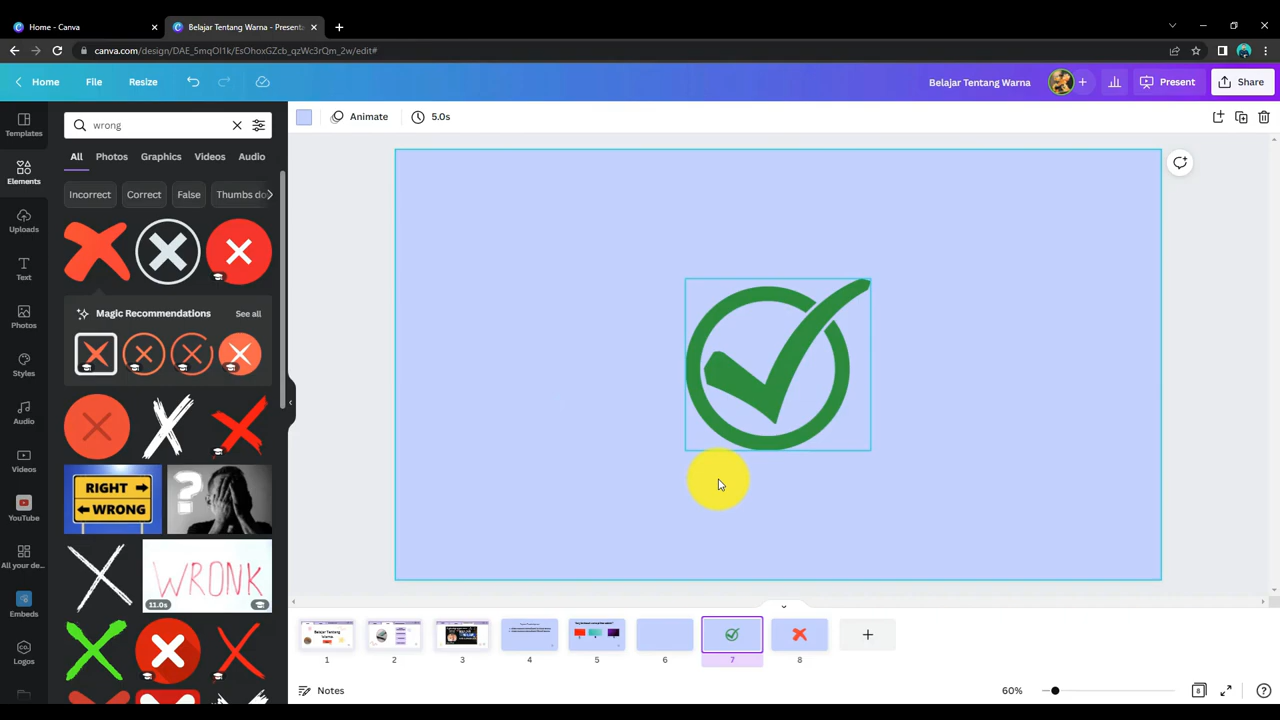 Home - Canva
Belajar Tentang Warna - Presenta
canva.com/design/DAE_5mqOI1k/EsOhoxGZcb_qzWc3rQm_2w/edit#
Home
File
Resize
Belajar Tentang Warna
Present
Share
Templates
Elements
Uploads
Text
Photos
Styles
Audio
Videos
YouTube
All your de...
Embeds
Logos
wrong
All
Photos
Graphics
Videos
Audio
Incorrect
Correct
False
Thumbs do
Magic Recommendations
See all
RIGHT
WRONG
?
WRONK
11.0s
Animate
5.0s
Belajar Tentang
Warna
1
2
3
4
5
6
7
8
Notes
60%
8